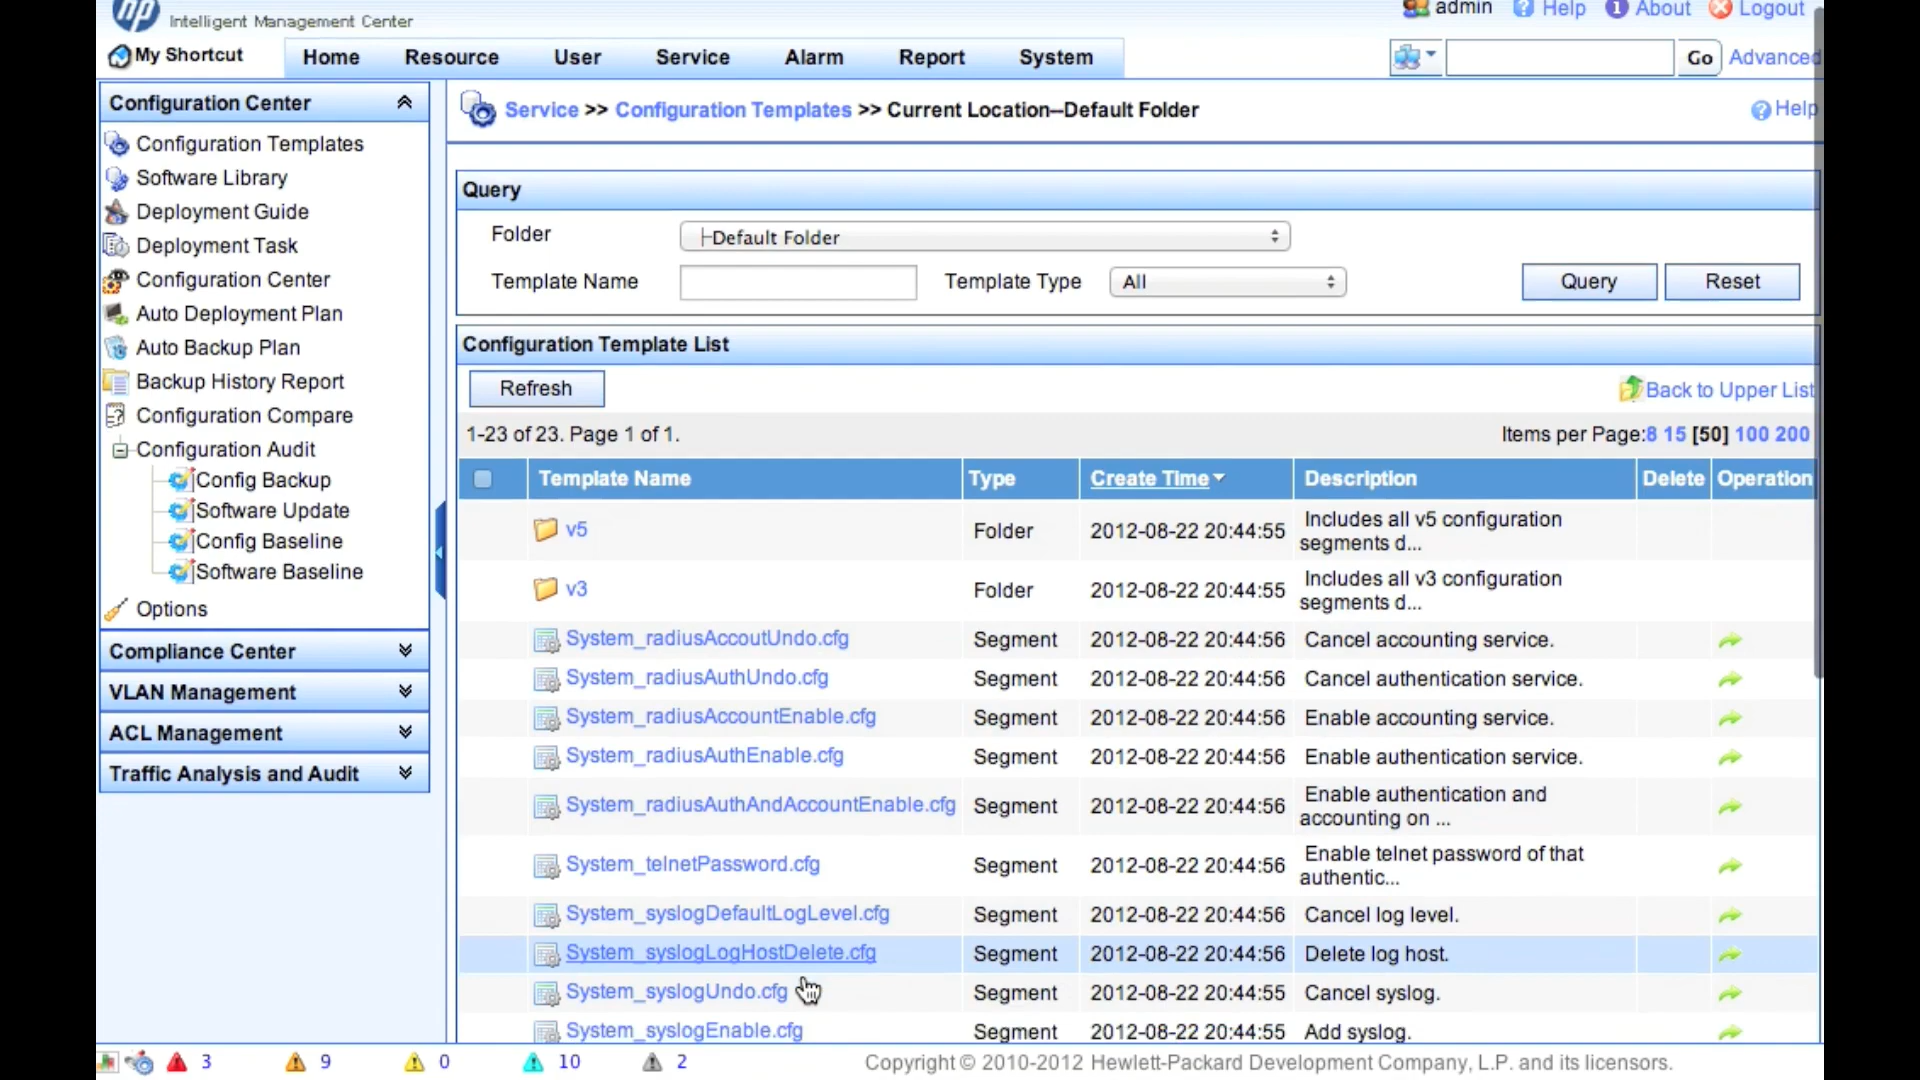 hp Intelligent Management Center
admin Help About Logout
My Shortcut Home Resource User Service Alarm Report System Go Advanced
Configuration Center
Configuration Templates
Software Library
Deployment Guide
Deployment Task
Configuration Center
Auto Deployment Plan
Auto Backup Plan
Backup History Report
Configuration Compare
Configuration Audit
Config Backup
Software Update
Config Baseline
Software Baseline
Options
Compliance Center
VLAN Management
ACL Management
Traffic Analysis and Audit
Service >> Configuration Templates >> Current Location--Default Folder Help
Query
Folder ├Default Folder
Template Name Template Type All Query Reset
Configuration Template List
Refresh Back to Upper List
1-23 of 23. Page 1 of 1. Items per Page:8 15 [50] 100 200
Template Name Type Create Time Description Delete Operation
v5 Folder 2012-08-22 20:44:55 Includes all v5 configuration
segments d...
v3 Folder 2012-08-22 20:44:55 Includes all v3 configuration
segments d...
System_radiusAccoutUndo.cfg Segment 2012-08-22 20:44:56 Cancel accounting service.
System_radiusAuthUndo.cfg Segment 2012-08-22 20:44:56 Cancel authentication service.
System_radiusAccountEnable.cfg Segment 2012-08-22 20:44:56 Enable accounting service.
System_radiusAuthEnable.cfg Segment 2012-08-22 20:44:56 Enable authentication service.
System_radiusAuthAndAccountEnable.cfg Segment 2012-08-22 20:44:56 Enable authentication and
accounting on ...
System_telnetPassword.cfg Segment 2012-08-22 20:44:56 Enable telnet password of that
authentic...
System_syslogDefaultLogLevel.cfg Segment 2012-08-22 20:44:56 Cancel log level.
System_syslogLogHostDelete.cfg Segment 2012-08-22 20:44:56 Delete log host.
System_syslogUndo.cfg Segment 2012-08-22 20:44:55 Cancel syslog.
System_syslogEnable.cfg Segment 2012-08-22 20:44:55 Add syslog.
3 9 0 10 2 Copyright © 2010-2012 Hewlett-Packard Development Company, L.P. and its licensors.